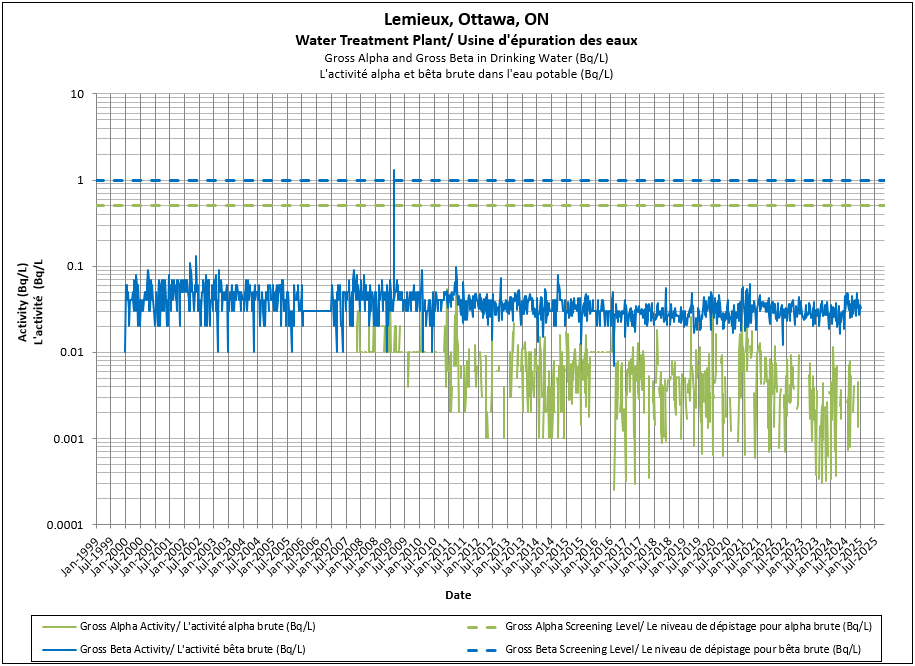 Lemieux, Ottawa, ON
Water Treatment Plant/ Usine d'épuration des eaux
Gross Alpha and Gross Beta in Drinking Water (Bq/L)
L'activité alpha et bêta brute dans l'eau potable (Bq/L)
10
1
0.1
0.01
0.001
0.0001
Activity (Bq/L)
L'activité (Bq/L
Jan-1999
Jul-1999
Jan-2000
Jul-2000
Jan-2001
Jul-2001
Jan-2002
Jul-2002
Jan-2003
Jul-2003
Jan-2004
Jul-2004
Jan-2005
Jul-2005
Jan-2006
Jul-2006
Jan-2007
Jul-2007
Jan-2008
Jul-2008
Jan-2009
Jul-2009
Jan-2010
Jul-2010
Jan-2011
Jul-2011
Jan-2012
Jul-2012
Jan-2013
Jul-2013
Jan-2014
Jul-2014
Jan-2015
Jul-2015
Jan-2016
Jul-2016
Jan-2017
Jul-2017
Jan-2018
Jul-2018
Jan-2019
Jul-2019
Jan-2020
Jul-2020
Jan-2021
Jul-2021
Jan-2022
Jul-2022
Jan-2023
Jul-2023
Jan-2024
Jul-2024
Jan-2025
Jul-2025
Date
Gross Alpha Activity/ L'activité alpha brute (Bq/L)
Gross Alpha Screening Level/ Le niveau de dépistage pour alpha brute (Bq/L)
Gross Beta Activity/ L'activité bêta brute (Bq/L)
Gross Beta Screening Level/ Le niveau de dépistage pour bêta brute (Bq/L)